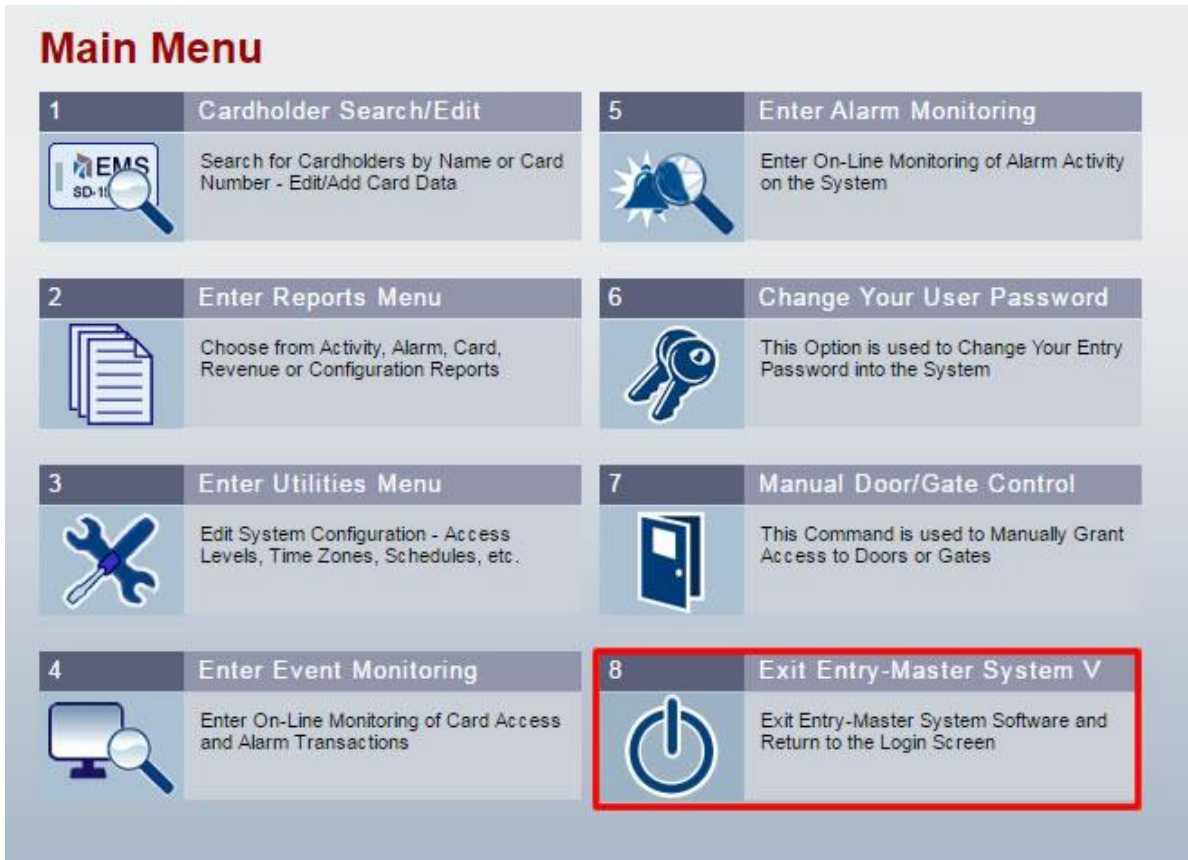 Main Menu
1 Cardholder Search/Edit
EMS
Search for Cardholders by Name or Card
Number - Edit/Add Card Data
2 Enter Reports Menu
Choose from Activity, Alarm, Card,
Revenue or Configuration Reports
3 Enter Utilities Menu
Edit System Configuration - Access
Levels, Time Zones, Schedules, etc.
4 Enter Event Monitoring
Enter On-Line Monitoring of Card Access
and Alarm Transactions
5 Enter Alarm Monitoring
Enter On-Line Monitoring of Alarm Activity
on the System
6 Change Your User Password
This Option is used to Change Your Entry
Password into the System
7 Manual Door/Gate Control
This Command is used to Manually Grant
Access to Doors or Gates
8 Exit Entry-Master System V
Exit Entry-Master System Software and
Return to the Login Screen